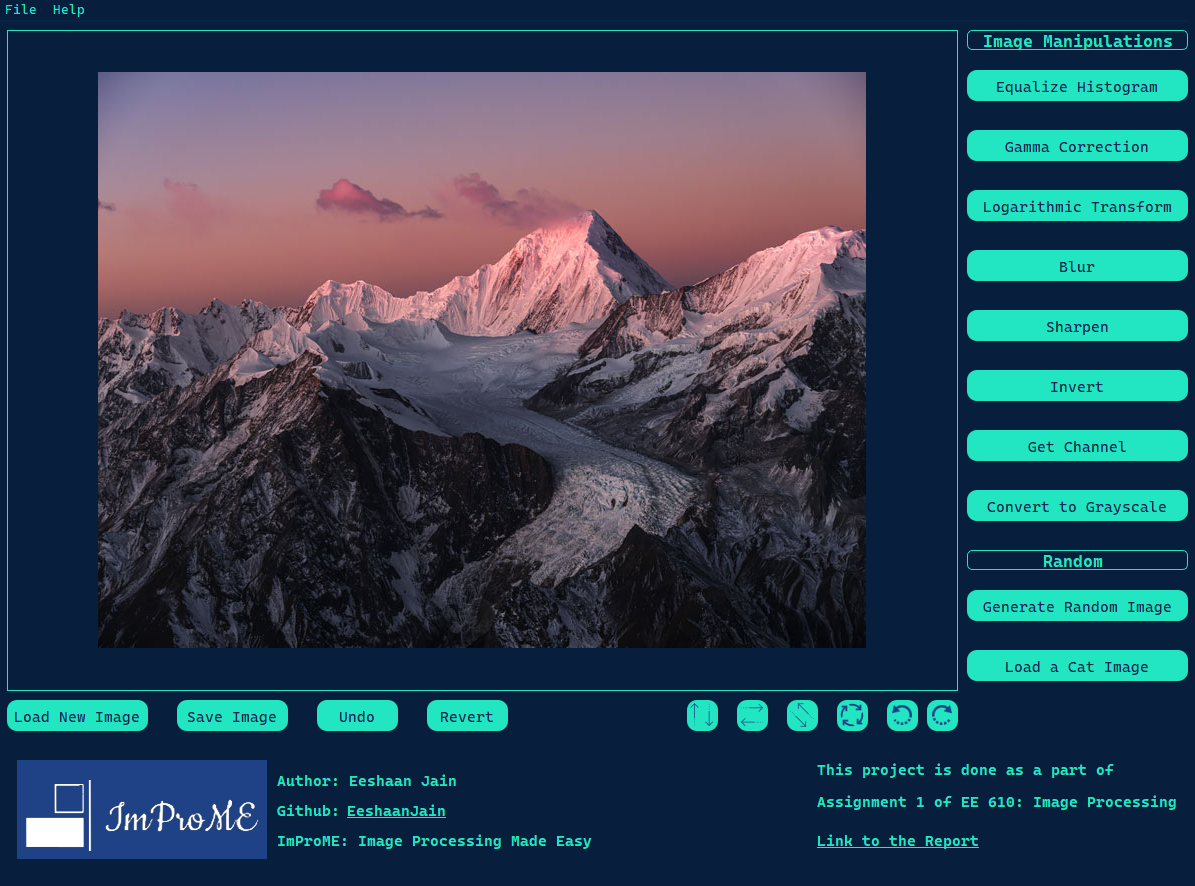 File Help
Image Manipulations
Equalize Histogram
Gamma Correction
Logarithmic Transform
Blur
Sharpen
Invert
Get Channel
Convert to Grayscale
Random
Generate Random Image
Load a Cat Image
Load New Image Save Image Undo Revert
ImProME
Author: Eeshaan Jain
Github: EeshaanJain
ImProME: Image Processing Made Easy
This project is done as a part of
Assignment 1 of EE 610: Image Processing
Link to the Report